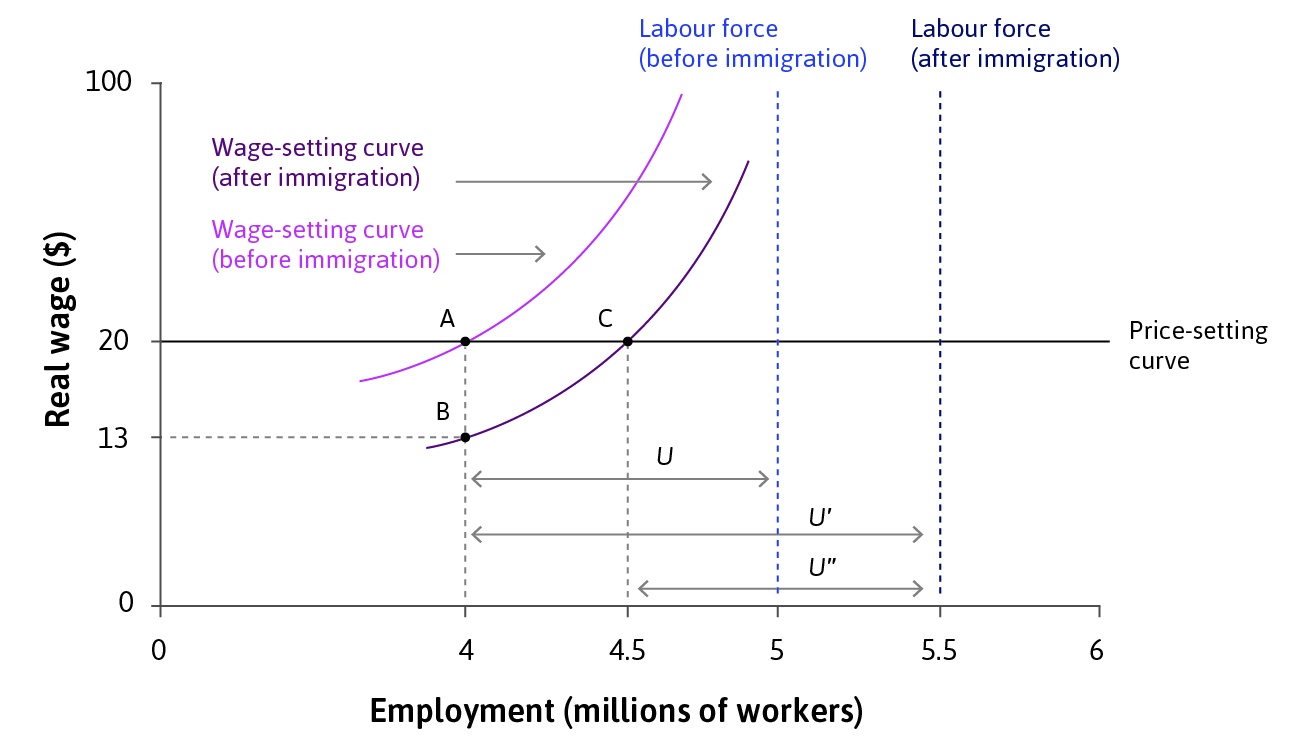 Labour force
(before immigration)
Labour force
(after immigration)
100
Wage-setting curve
(after immigration)
Wage-setting curve
(before immigration)
Real wage ($)
A
C
20
Price-setting
curve
B
13
U
U′
U″
0
0
4
4.5
5
5.5
6
Employment (millions of workers)